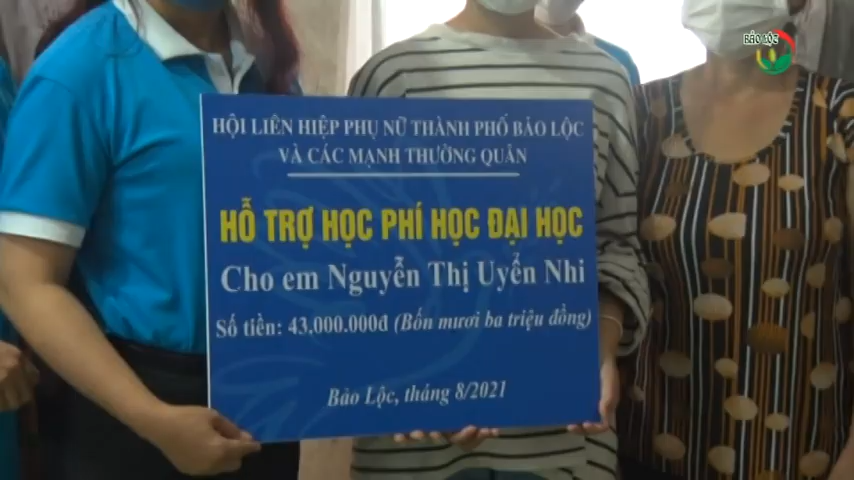 BẢO LỘC
HỘI LIÊN HIỆP PHỤ NỮ THÀNH PHỐ BẢO LỘC
VÀ CÁC MẠNH THƯỜNG QUÂN
HỖ TRỢ HỌC PHÍ HỌC ĐẠI HỌC
Cho em Nguyễn Thị Uyển Nhi
Số tiền: 43.000.000đ (Bốn mươi ba triệu đồng)
Bảo Lộc, tháng 8/2021